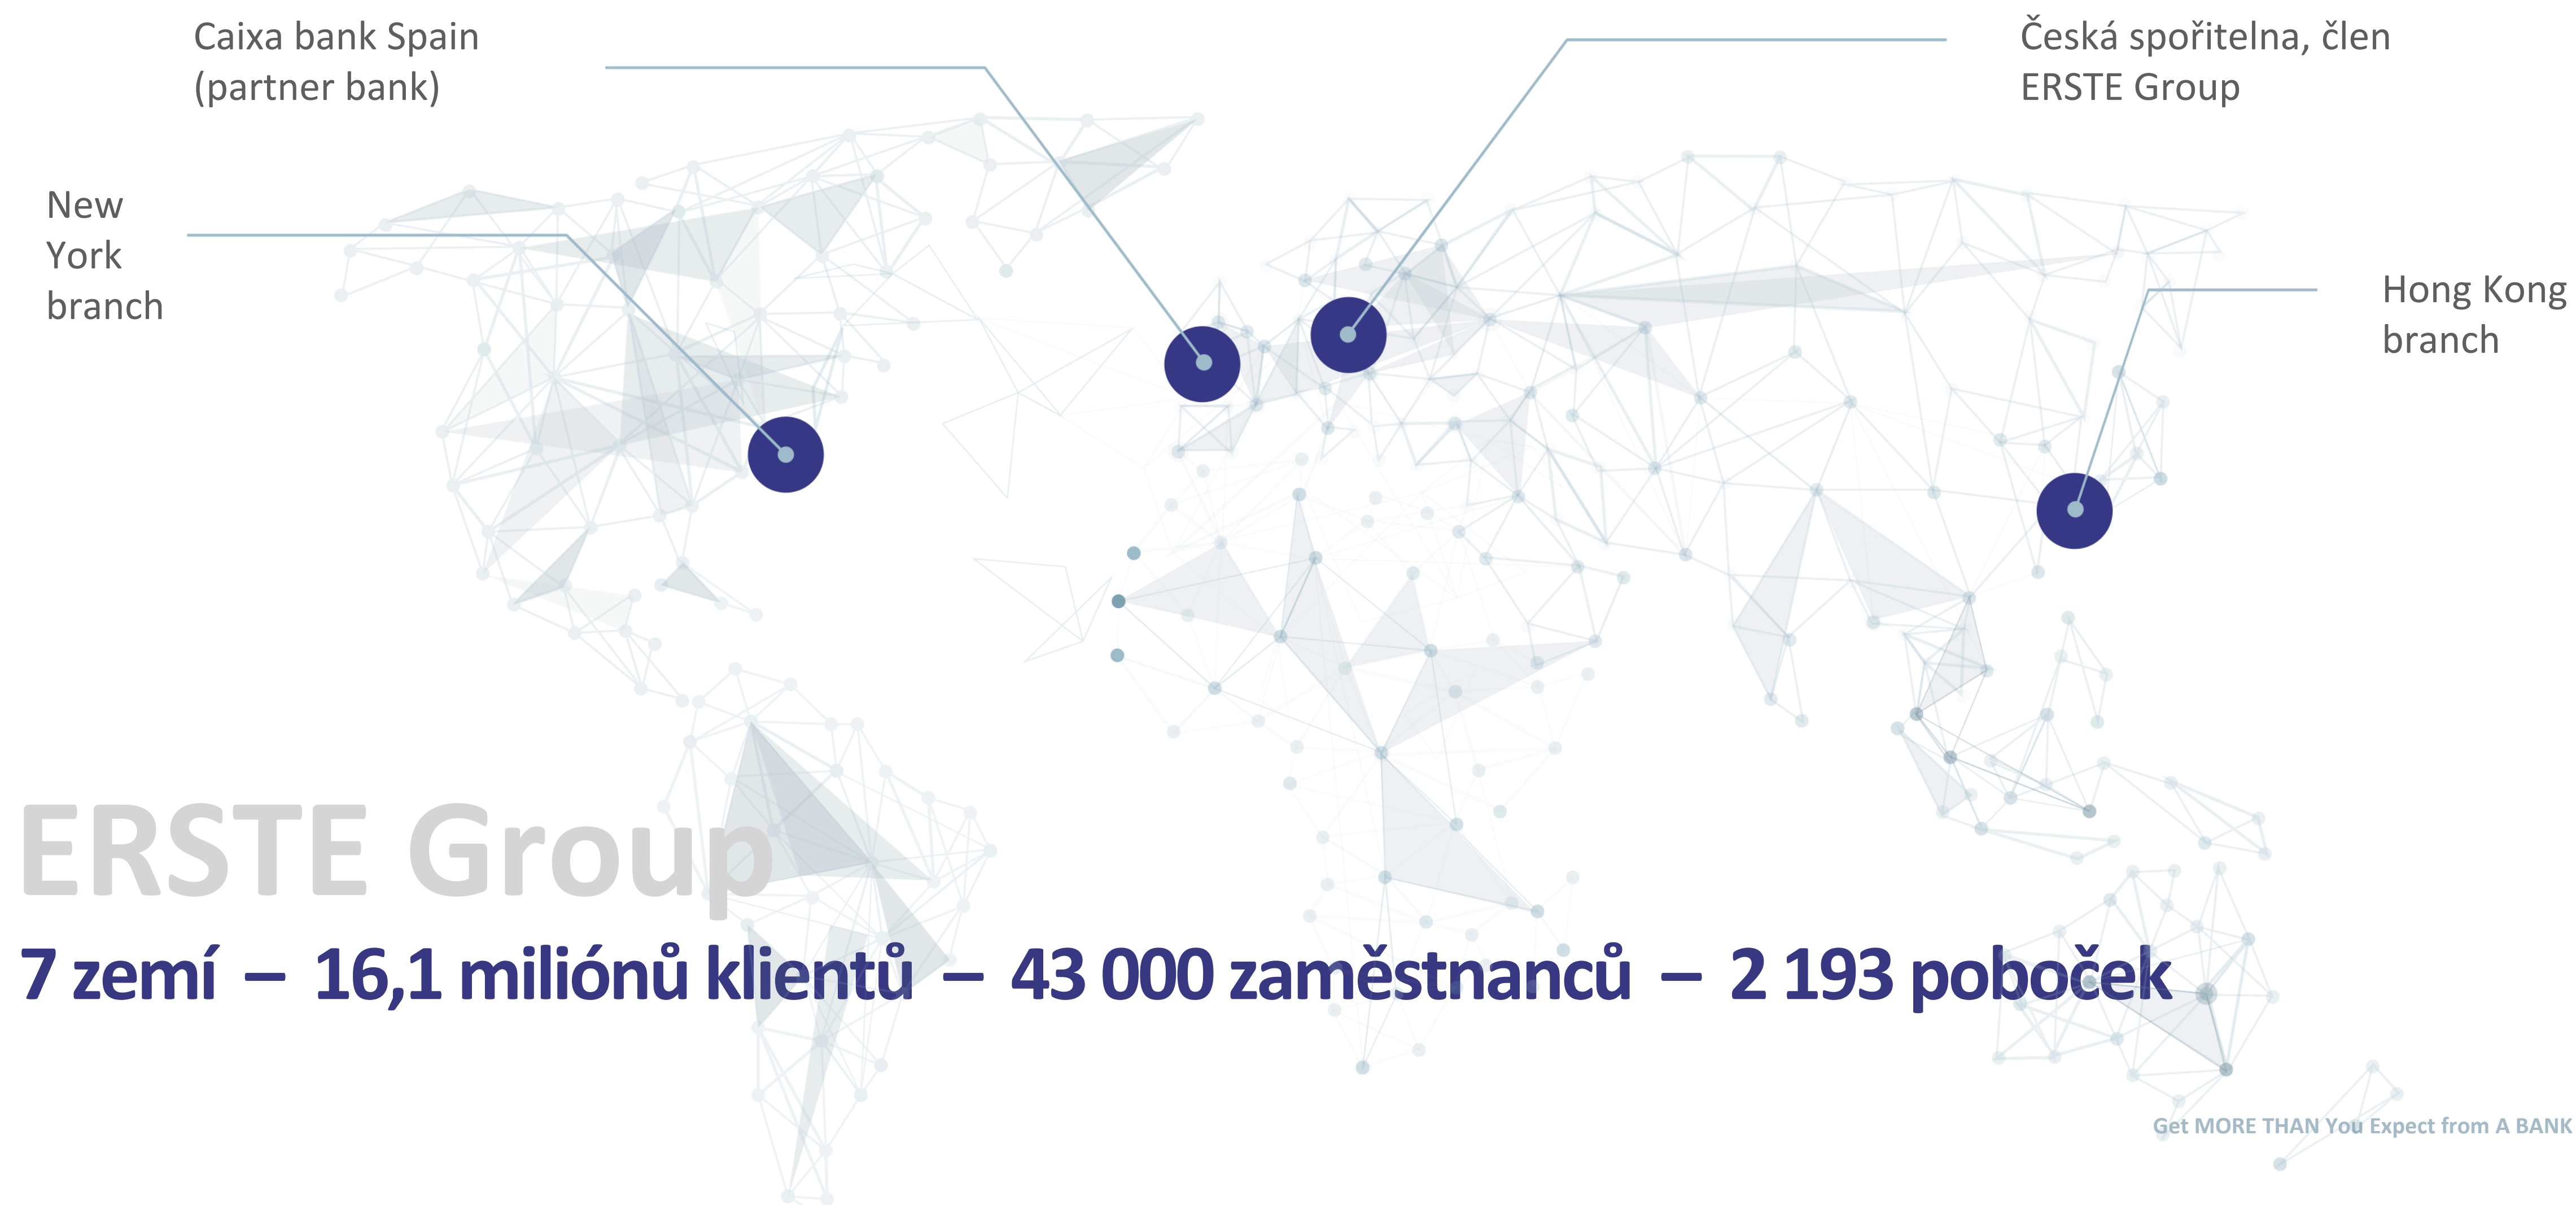 Caixa bank Spain
(partner bank)
Česká spořitelna, člen
ERSTE Group
New
York
branch
Hong Kong
branch
ERSTE Group
7 zemí – 16,1 miliónů klientů – 43 000 zaměstnanců – 2 193 poboček
Get MORE THAN You Expect from A BANK